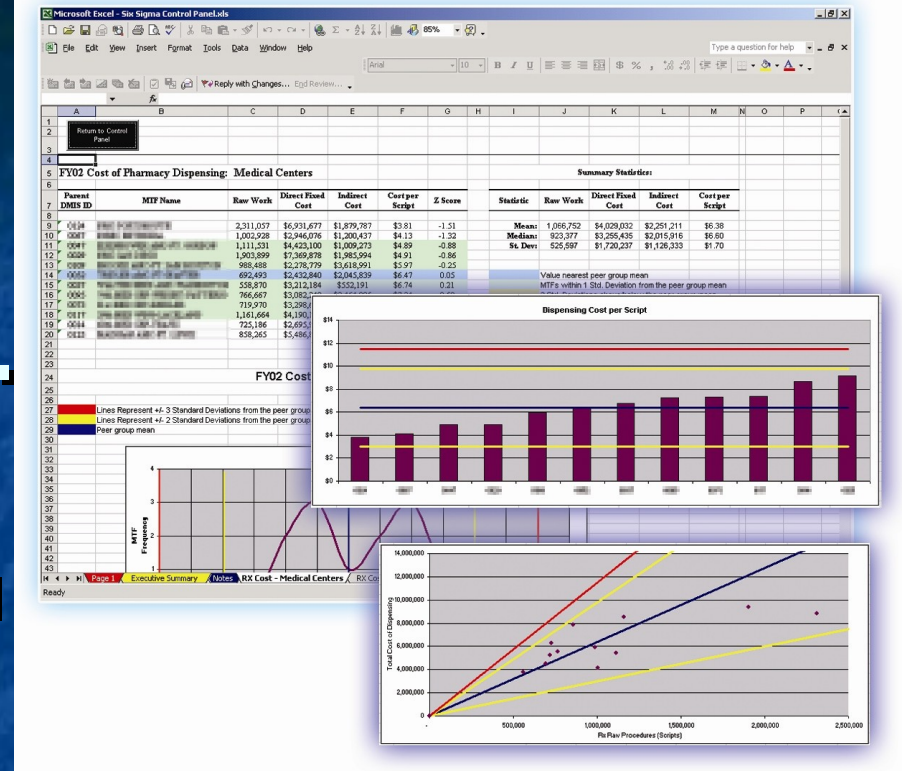 Microsoft Excel - Six Sigma Control Panel.xls
85%
File Edit View Insert Format Tools Data Window Help
Type a question for help
Arial 10 B I U $ % ,
Reply with Changes... End Review...
fx
A B C D E F G H I J K L M N O P
Return to Control Panel
FY02 Cost of Pharmacy Dispensing: Medical Centers
Summary Statistics:
Parent DMIS ID MTF Name Raw Work Direct Fixed Cost Indirect Cost Cost per Script Z Score
Statistic Raw Work Direct Fixed Cost Indirect Cost Cost per Script
2,311,057 $6,931,677 $1,879,787 $3.81 -1.51
Mean: 1,066,752 $4,029,032 $2,251,211 $6.38
1,002,928 $2,946,076 $1,200,437 $4.13 -1.32
Median: 923,377 $3,255,435 $2,015,916 $6.60
1,111,531 $4,423,100 $1,009,273 $4.89 -0.88
St. Dev: 525,597 $1,720,237 $1,126,333 $1.70
1,903,899 $7,369,878 $1,985,994 $4.91 -0.86
988,488 $2,278,779 $3,618,991 $5.97 -0.25
692,493 $2,432,840 $2,045,839 $6.47 0.05
Value nearest peer group mean
558,870 $3,212,184 $552,191 $6.74 0.21
MTFs within 1 Std. Deviation from the peer group mean
766,667
719,970
1,161,664
725,186
858,265
FY02 Cost
Lines Represent +/- 3 Standard Deviations from the peer group
Lines Represent +/- 2 Standard Deviations from the peer group
Peer group mean
MTF Frequency
4
3
2
1
Dispensing Cost per Script
$14
$12
$10
$8
$6
$4
$2
$0
Page 1 Executive Summary Notes RX Cost - Medical Centers RX Co
Ready
14,000,000
12,000,000
10,000,000
8,000,000
6,000,000
4,000,000
2,000,000
0
Total Cost of Dispensing
500,000 1,000,000 1,500,000 2,000,000 2,500,000
Rx Raw Procedures (Scripts)